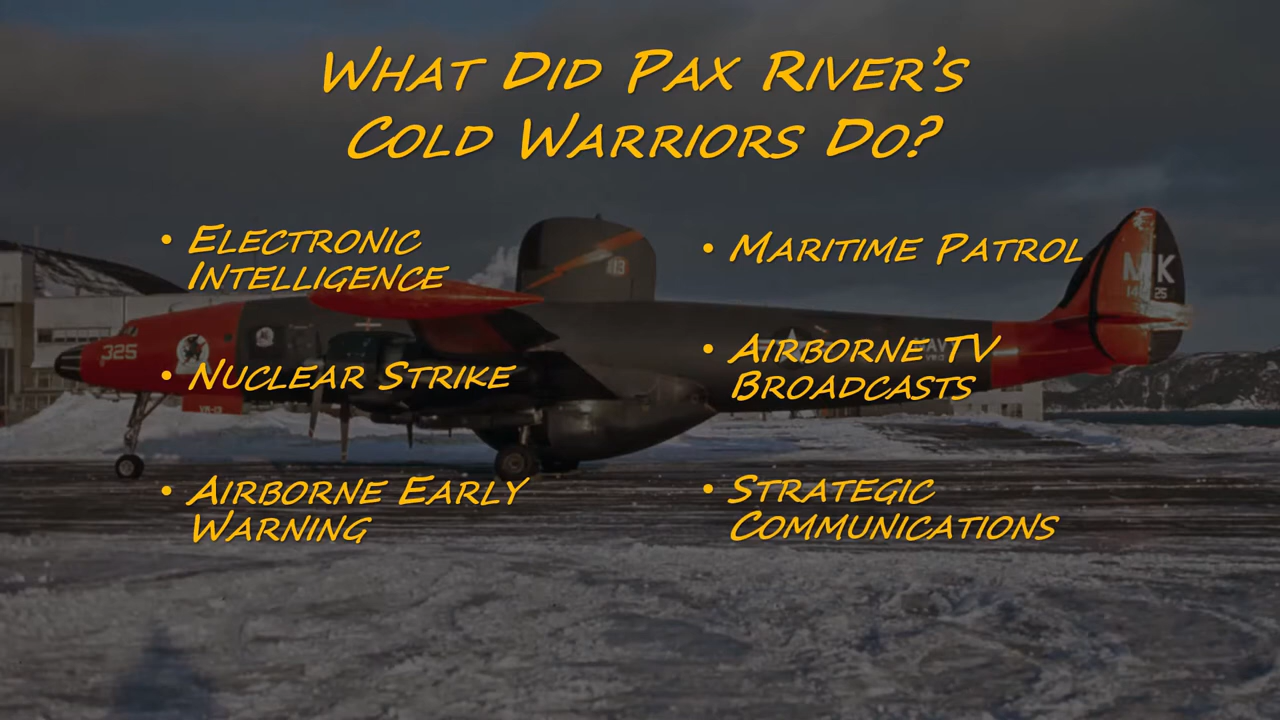 What Did Pax River's
Cold Warriors Do?
• Electronic
Intelligence
• Nuclear Strike
• Airborne Early
Warning
• Maritime Patrol
• Airborne TV
Broadcasts
• Strategic
Communications
325
MK